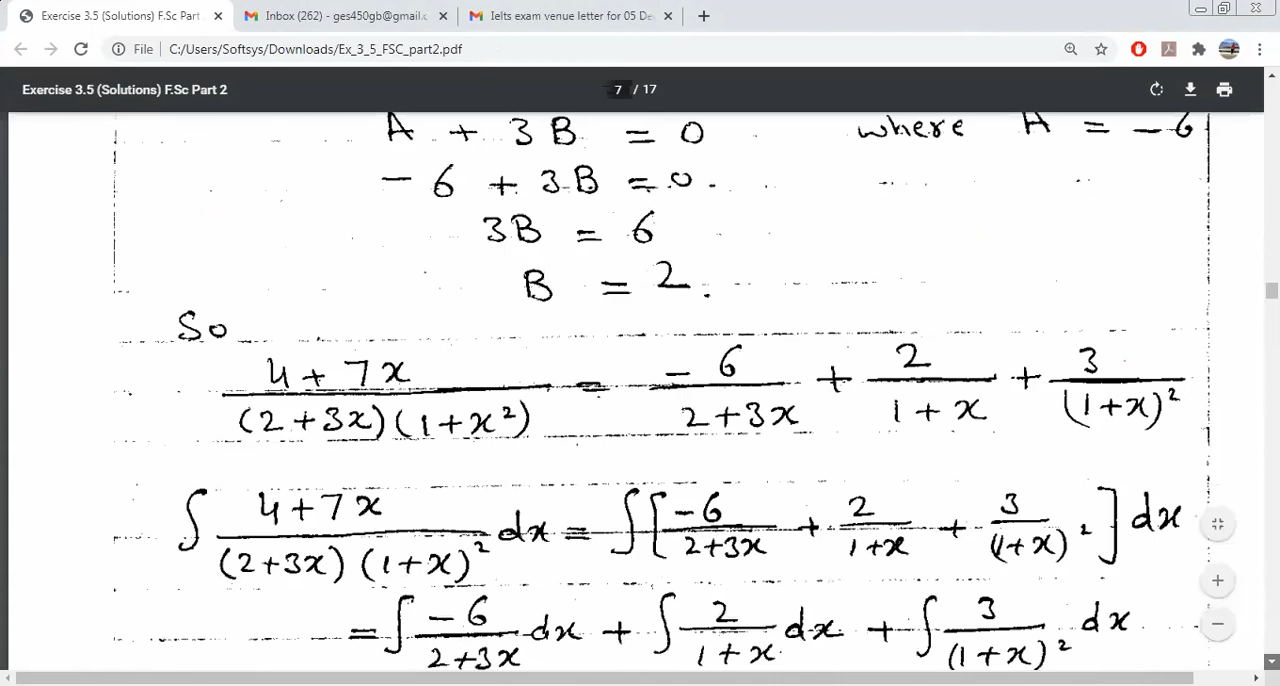 Exercise 3.5 (Solutions) F.Sc Part
Inbox (262) - ges450gb@gmail.c
Ielts exam venue letter for 05 De
File | C:/Users/Softsys/Downloads/Ex_3_5_FSC_part2.pdf
Exercise 3.5 (Solutions) F.Sc Part 2
7 / 17
A + 3B = 0 where A = -6
-6 + 3B = 0.
3B = 6
B = 2.
So
(4+7x)/((2+3x)(1+x²)) = -6/(2+3x) + 2/(1+x) + 3/(1+x)²
∫ (4+7x)/((2+3x)(1+x)²) dx = ∫[-6/(2+3x) + 2/(1+x) + 3/(1+x)²] dx
= ∫ -6/(2+3x) dx + ∫ 2/(1+x) dx + ∫ 3/(1+x)² dx